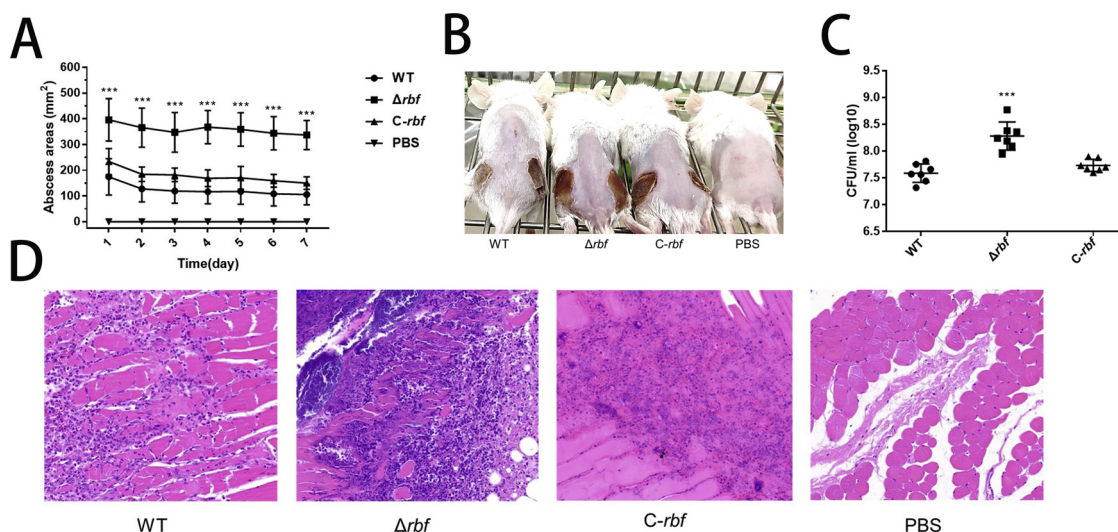 A
Abscess areas (mm²)
600
500
400
300
200
100
0
*** *** *** *** *** *** ***
1 2 3 4 5 6 7
Time(day)
WT
Δrbf
C-rbf
PBS
B
WT Δrbf C-rbf PBS
C
CFU/ml (log10)
9.5
9.0
8.5
8.0
7.5
7.0
6.5
***
WT Δrbf C-rbf
D
WT Δrbf C-rbf PBS